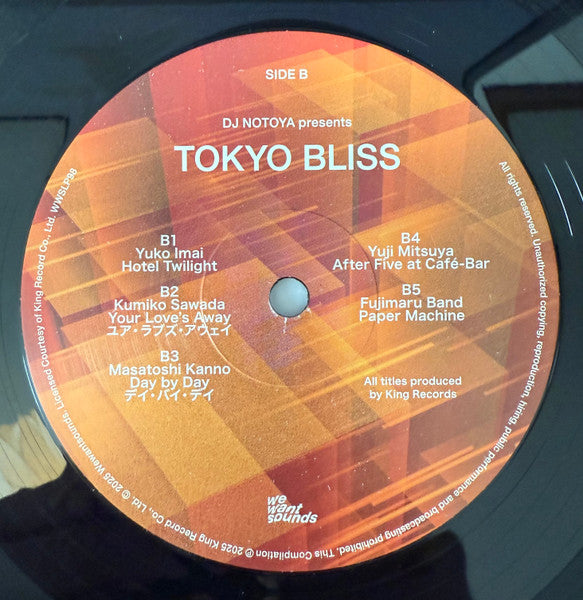 SIDE B
DJ NOTOYA presents
TOKYO BLISS
B1
Yuko Imai
Hotel Twilight
B2
Kumiko Sawada
Your Love's Away
ユア・ラブズ・アウェイ
B3
Masatoshi Kanno
Day by Day
デイ・バイ・デイ
B4
Yuji Mitsuya
After Five at Café-Bar
B5
Fujimaru Band
Paper Machine
All titles produced
by King Records
we
want
sounds
All rights reserved. Unauthorized copying, reproduction, hiring, public performance and broadcasting prohibited. This Compilation ℗ 2025 King Record Co., Ltd © 2025 Wewantsounds. Licensed Courtesy of King Record Co., Ltd. WWSLP98